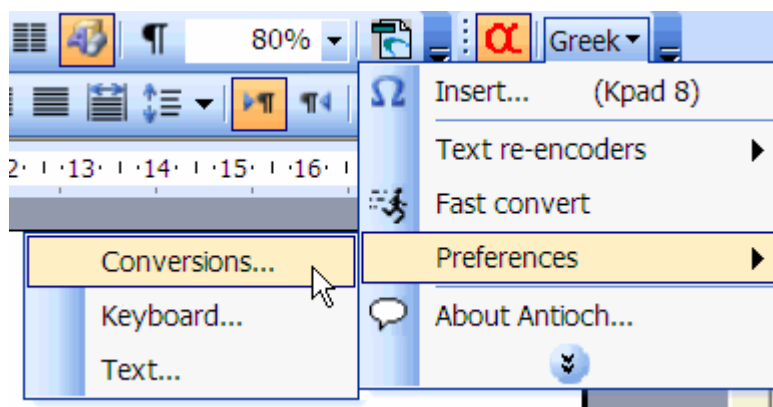 ¶ 80% α Greek
Insert... (Kpad 8)
Text re-encoders
2· ı ·13· ı ·14· ı ·15· ı ·16· ı
Fast convert
Preferences
Conversions...
Keyboard...
Text...
About Antioch...